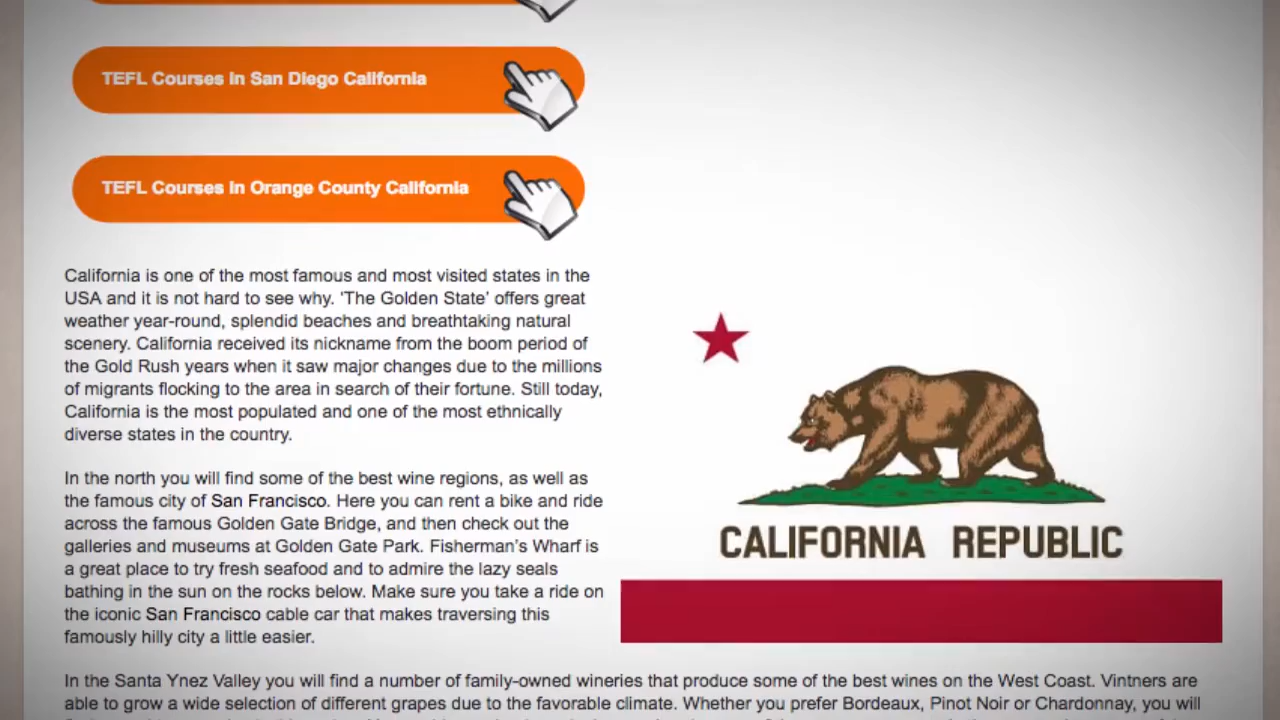 TEFL Courses In San Diego California
TEFL Courses In Orange County California
California is one of the most famous and most visited states in the
USA and it is not hard to see why. 'The Golden State' offers great
weather year-round, splendid beaches and breathtaking natural
scenery. California received its nickname from the boom period of
the Gold Rush years when it saw major changes due to the millions
of migrants flocking to the area in search of their fortune. Still today,
California is the most populated and one of the most ethnically
diverse states in the country.
In the north you will find some of the best wine regions, as well as
the famous city of San Francisco. Here you can rent a bike and ride
across the famous Golden Gate Bridge, and then check out the
galleries and museums at Golden Gate Park. Fisherman's Wharf is
a great place to try fresh seafood and to admire the lazy seals
bathing in the sun on the rocks below. Make sure you take a ride on
the iconic San Francisco cable car that makes traversing this
famously hilly city a little easier.
CALIFORNIA REPUBLIC
In the Santa Ynez Valley you will find a number of family-owned wineries that produce some of the best wines on the West Coast. Vintners are
able to grow a wide selection of different grapes due to the favorable climate. Whether you prefer Bordeaux, Pinot Noir or Chardonnay, you will